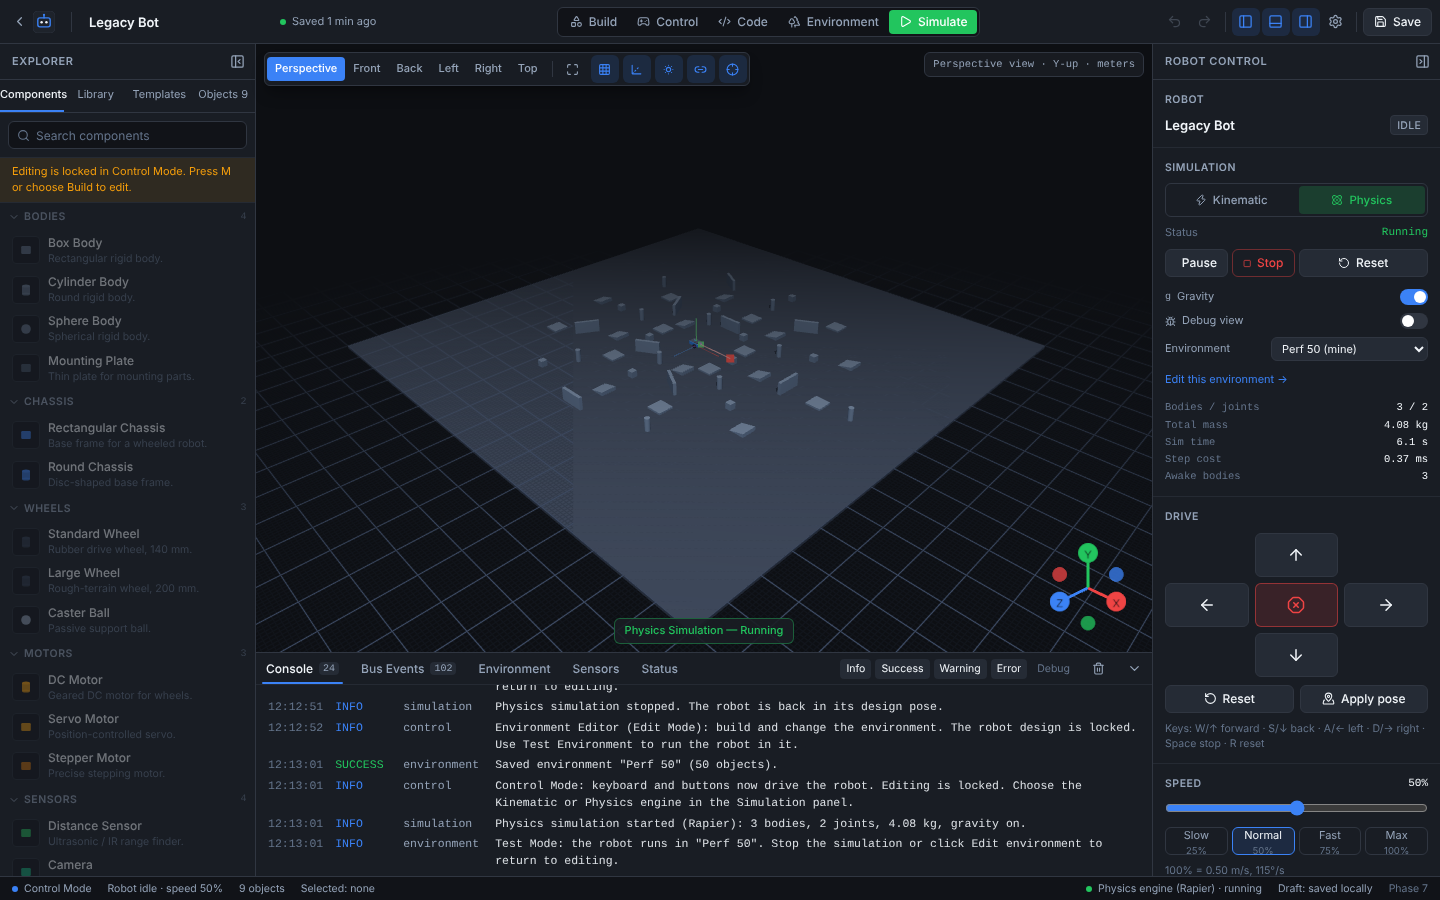 Legacy Bot
Saved 1 min ago
Build
Control
Code
Environment
Simulate
Save
EXPLORER
Components
Library
Templates
Objects 9
Search components
Editing is locked in Control Mode. Press M
or choose Build to edit.
BODIES 4
Box Body
Rectangular rigid body.
Cylinder Body
Round rigid body.
Sphere Body
Spherical rigid body.
Mounting Plate
Thin plate for mounting parts.
CHASSIS 2
Rectangular Chassis
Base frame for a wheeled robot.
Round Chassis
Disc-shaped base frame.
WHEELS 3
Standard Wheel
Rubber drive wheel, 140 mm.
Large Wheel
Rough-terrain wheel, 200 mm.
Caster Ball
Passive support ball.
MOTORS 3
DC Motor
Geared DC motor for wheels.
Servo Motor
Position-controlled servo.
Stepper Motor
Precise stepping motor.
SENSORS 4
Distance Sensor
Ultrasonic / IR range finder.
Camera
Perspective
Front
Back
Left
Right
Top
Perspective view · Y-up · meters
Y
Z
X
Physics Simulation — Running
Console 24
Bus Events 102
Environment
Sensors
Status
Info
Success
Warning
Error
Debug
return to editing.
12:12:51 INFO simulation Physics simulation stopped. The robot is back in its design pose.
12:12:52 INFO control Environment Editor (Edit Mode): build and change the environment. The robot design is locked.
Use Test Environment to run the robot in it.
12:13:01 SUCCESS environment Saved environment "Perf 50" (50 objects).
12:13:01 INFO control Control Mode: keyboard and buttons now drive the robot. Editing is locked. Choose the
Kinematic or Physics engine in the Simulation panel.
12:13:01 INFO simulation Physics simulation started (Rapier): 3 bodies, 2 joints, 4.08 kg, gravity on.
12:13:01 INFO environment Test Mode: the robot runs in "Perf 50". Stop the simulation or click Edit environment to
return to editing.
ROBOT CONTROL
ROBOT
Legacy Bot IDLE
SIMULATION
Kinematic
Physics
Status Running
Pause
Stop
Reset
g Gravity
Debug view
Environment Perf 50 (mine)
Edit this environment →
Bodies / joints 3 / 2
Total mass 4.08 kg
Sim time 6.1 s
Step cost 0.37 ms
Awake bodies 3
DRIVE
Reset
Apply pose
Keys: W/↑ forward · S/↓ back · A/← left · D/→ right ·
Space stop · R reset
SPEED 50%
Slow
25%
Normal
50%
Fast
75%
Max
100%
100% = 0.50 m/s, 115°/s
Control Mode
Robot idle · speed 50%
9 objects
Selected: none
Physics engine (Rapier) · running
Draft: saved locally
Phase 7